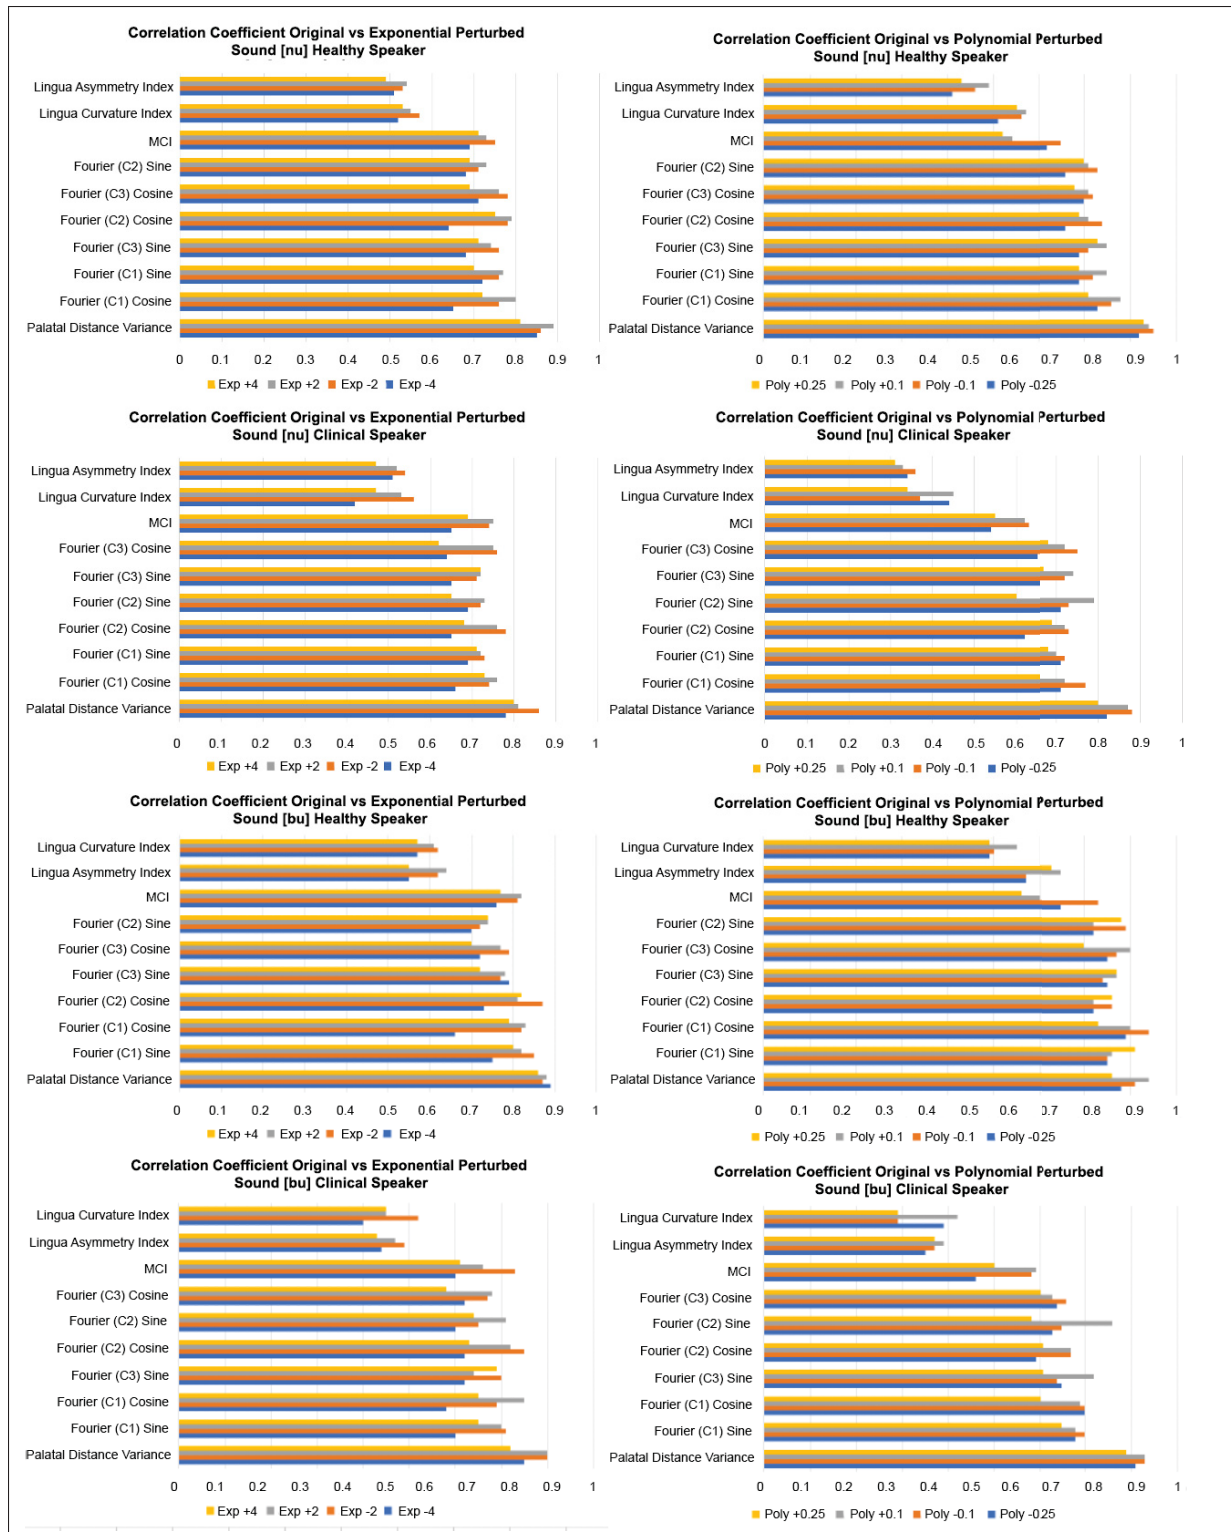 Correlation Coefficient Original vs Exponential Perturbed
Sound [nu] Healthy Speaker
Lingua Asymmetry Index
Lingua Curvature Index
MCI
Fourier (C2) Sine
Fourier (C3) Cosine
Fourier (C2) Cosine
Fourier (C3) Sine
Fourier (C1) Sine
Fourier (C1) Cosine
Palatal Distance Variance
0 0.1 0.2 0.3 0.4 0.5 0.6 0.7 0.8 0.9 1
Exp +4 Exp +2 Exp -2 Exp -4
Correlation Coefficient Original vs Polynomial Perturbed
Sound [nu] Healthy Speaker
Lingua Asymmetry Index
Lingua Curvature Index
MCI
Fourier (C2) Sine
Fourier (C3) Cosine
Fourier (C2) Cosine
Fourier (C3) Sine
Fourier (C1) Sine
Fourier (C1) Cosine
Palatal Distance Variance
0 0.1 0.2 0.3 0.4 0.5 0.6 0.7 0.8 0.9 1
Poly +0.25 Poly +0.1 Poly -0.1 Poly -0.25
Correlation Coefficient Original vs Exponential Perturbed
Sound [nu] Clinical Speaker
Lingua Asymmetry Index
Lingua Curvature Index
MCI
Fourier (C3) Cosine
Fourier (C3) Sine
Fourier (C2) Sine
Fourier (C2) Cosine
Fourier (C1) Sine
Fourier (C1) Cosine
Palatal Distance Variance
0 0.1 0.2 0.3 0.4 0.5 0.6 0.7 0.8 0.9 1
Exp +4 Exp +2 Exp -2 Exp -4
Correlation Coefficient Original vs Polynomial Perturbed
Sound [nu] Clinical Speaker
Lingua Asymmetry Index
Lingua Curvature Index
MCI
Fourier (C3) Cosine
Fourier (C3) Sine
Fourier (C2) Sine
Fourier (C2) Cosine
Fourier (C1) Sine
Fourier (C1) Cosine
Palatal Distance Variance
0 0.1 0.2 0.3 0.4 0.5 0.6 0.7 0.8 0.9 1
Poly +0.25 Poly +0.1 Poly -0.1 Poly -0.25
Correlation Coefficient Original vs Exponential Perturbed
Sound [bu] Healthy Speaker
Lingua Curvature Index
Lingua Asymmetry Index
MCI
Fourier (C2) Sine
Fourier (C3) Cosine
Fourier (C3) Sine
Fourier (C2) Cosine
Fourier (C1) Cosine
Fourier (C1) Sine
Palatal Distance Variance
0 0.1 0.2 0.3 0.4 0.5 0.6 0.7 0.8 0.9 1
Exp +4 Exp +2 Exp -2 Exp -4
Correlation Coefficient Original vs Polynomial Perturbed
Sound [bu] Healthy Speaker
Lingua Curvature Index
Lingua Asymmetry Index
MCI
Fourier (C2) Sine
Fourier (C3) Cosine
Fourier (C3) Sine
Fourier (C2) Cosine
Fourier (C1) Cosine
Fourier (C1) Sine
Palatal Distance Variance
0 0.1 0.2 0.3 0.4 0.5 0.6 0.7 0.8 0.9 1
Poly +0.25 Poly +0.1 Poly -0.1 Poly -0.25
Correlation Coefficient Original vs Exponential Perturbed
Sound [bu] Clinical Speaker
Lingua Curvature Index
Lingua Asymmetry Index
MCI
Fourier (C3) Cosine
Fourier (C2) Sine
Fourier (C2) Cosine
Fourier (C3) Sine
Fourier (C1) Cosine
Fourier (C1) Sine
Palatal Distance Variance
0 0.1 0.2 0.3 0.4 0.5 0.6 0.7 0.8 0.9 1
Exp +4 Exp +2 Exp -2 Exp -4
Correlation Coefficient Original vs Polynomial Perturbed
Sound [bu] Clinical Speaker
Lingua Curvature Index
Lingua Asymmetry Index
MCI
Fourier (C3) Cosine
Fourier (C2) Sine
Fourier (C2) Cosine
Fourier (C3) Sine
Fourier (C1) Cosine
Fourier (C1) Sine
Palatal Distance Variance
0 0.1 0.2 0.3 0.4 0.5 0.6 0.7 0.8 0.9 1
Poly +0.25 Poly +0.1 Poly -0.1 Poly -0.25